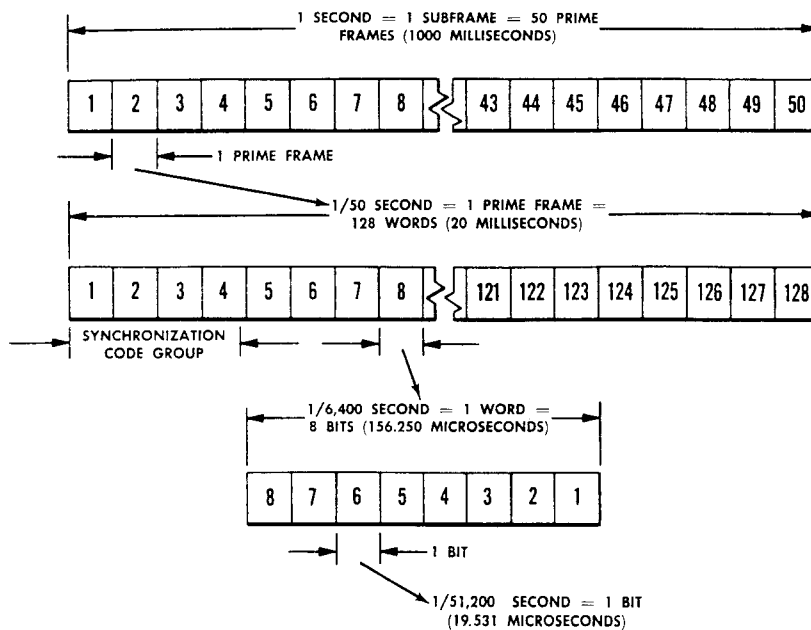 1 SECOND = 1 SUBFRAME = 50 PRIME
FRAMES (1000 MILLISECONDS)
1 2 3 4 5 6 7 8 43 44 45 46 47 48 49 50
1 PRIME FRAME
1/50 SECOND = 1 PRIME FRAME =
128 WORDS (20 MILLISECONDS)
1 2 3 4 5 6 7 8 121 122 123 124 125 126 127 128
SYNCHRONIZATION
CODE GROUP
1/6,400 SECOND = 1 WORD =
8 BITS (156.250 MICROSECONDS)
8 7 6 5 4 3 2 1
1 BIT
1/51,200 SECOND = 1 BIT
(19.531 MICROSECONDS)